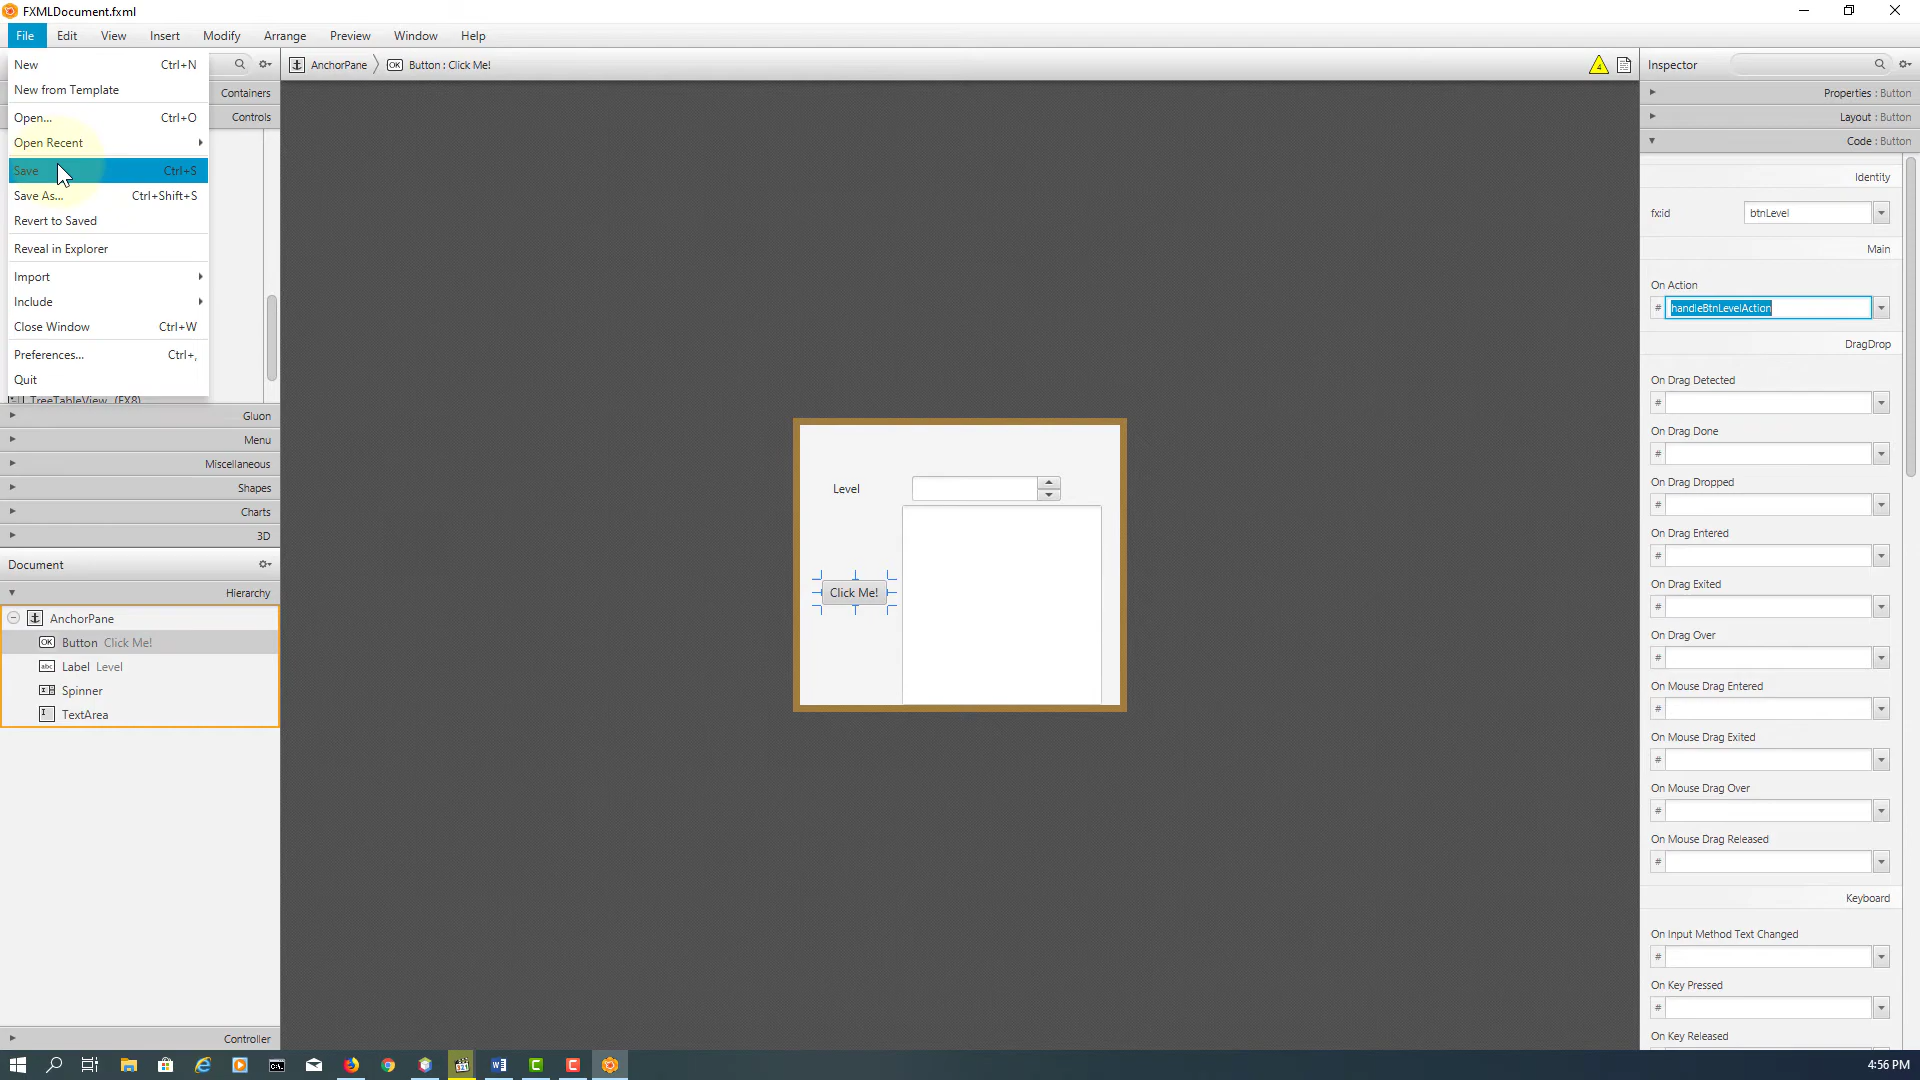 FXMLDocument.fxml
File Edit View Insert Modify Arrange Preview Window Help
New Ctrl+N
New from Template
Open... Ctrl+O
Open Recent
Save Ctrl+S
Save As... Ctrl+Shift+S
Revert to Saved
Reveal in Explorer
Import
Include
Close Window Ctrl+W
Preferences... Ctrl+,
Quit
Containers
Controls
TreeTableView (FX8)
Gluon
Menu
Miscellaneous
Shapes
Charts
3D
Document
Hierarchy
AnchorPane
Button Click Me!
Label Level
Spinner
TextArea
Controller
AnchorPane Button : Click Me!
4
Level
Click Me!
Inspector
Properties : Button
Layout : Button
Code : Button
Identity
fx:id btnLevel
Main
On Action
# handleBtnLevelAction
DragDrop
On Drag Detected
#
On Drag Done
#
On Drag Dropped
#
On Drag Entered
#
On Drag Exited
#
On Drag Over
#
On Mouse Drag Entered
#
On Mouse Drag Exited
#
On Mouse Drag Over
#
On Mouse Drag Released
#
Keyboard
On Input Method Text Changed
#
On Key Pressed
#
On Key Released
4:56 PM